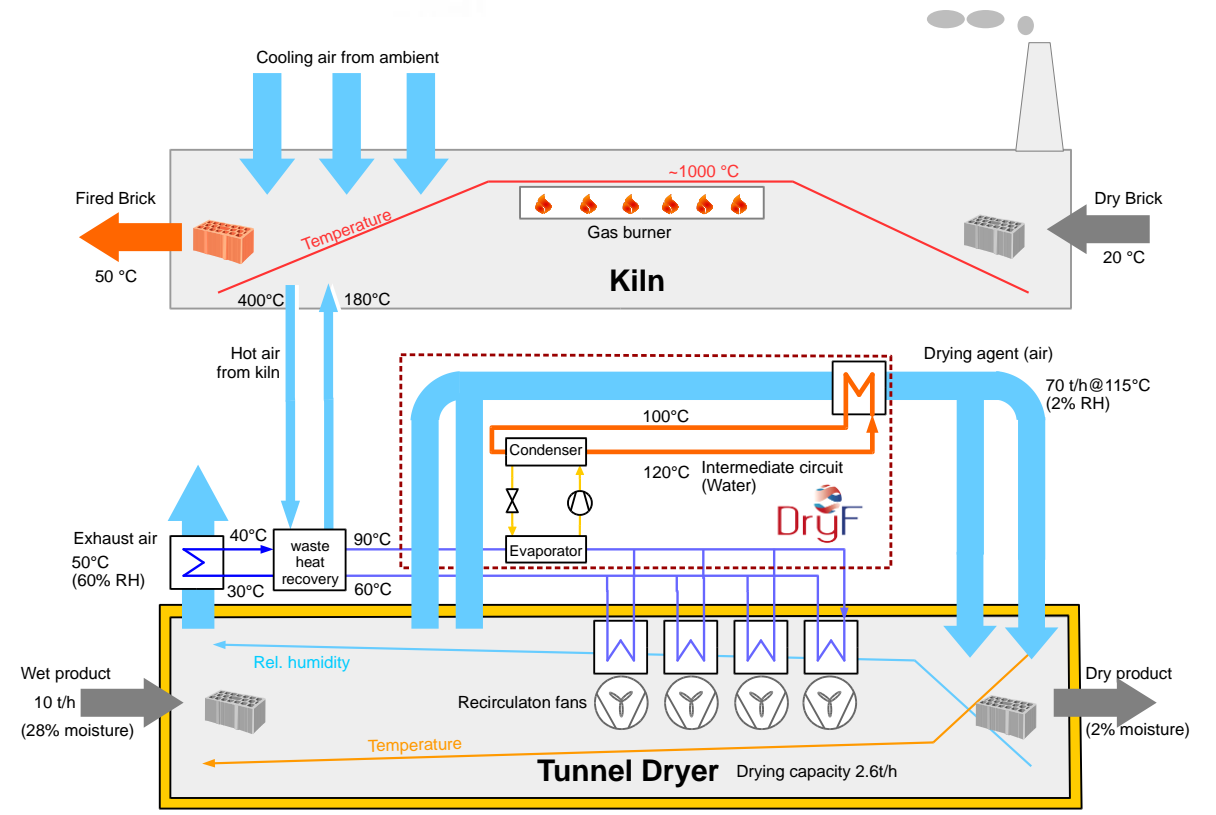 Cooling air from ambient
~1000 °C
Fired Brick
Dry Brick
Temperature
Gas burner
50 °C
20 °C
Kiln
400°C
180°C
Hot air
from kiln
Drying agent (air)
70 t/h@115°C
(2% RH)
100°C
Condenser
120°C
Intermediate circuit
(Water)
DryF
Exhaust air
50°C
(60% RH)
40°C
waste
heat
recovery
90°C
Evaporator
30°C
60°C
Rel. humidity
Wet product
10 t/h
(28% moisture)
Recirculaton fans
Dry product
(2% moisture)
Temperature
Tunnel Dryer
Drying capacity 2.6t/h